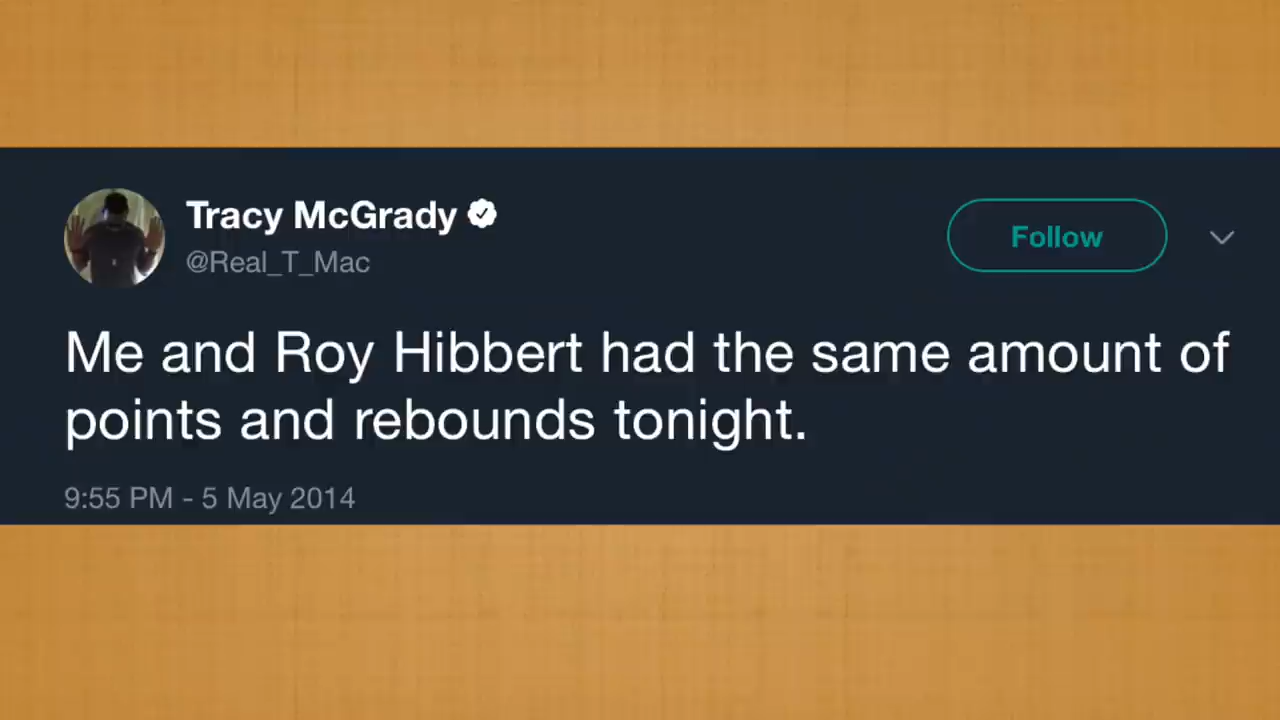 Tracy McGrady
@Real_T_Mac
Follow
Me and Roy Hibbert had the same amount of
points and rebounds tonight.
9:55 PM - 5 May 2014